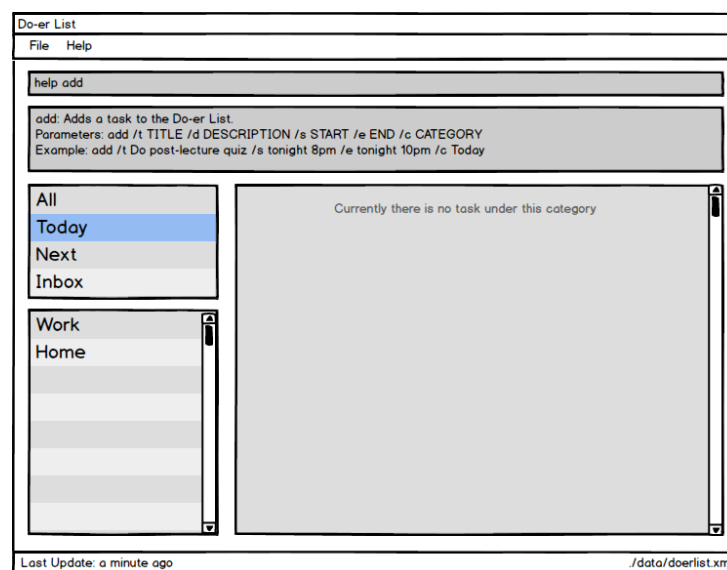 Do-er List
File Help
help add
add: Adds a task to the Do-er List.
Parameters: add /t TITLE /d DESCRIPTION /s START /e END /c CATEGORY
Example: add /t Do post-lecture quiz /s tonight 8pm /e tonight 10pm /c Today
All
Today
Next
Inbox
Work
Home
Currently there is no task under this category
Last Update: a minute ago
./data/doerlist.xm